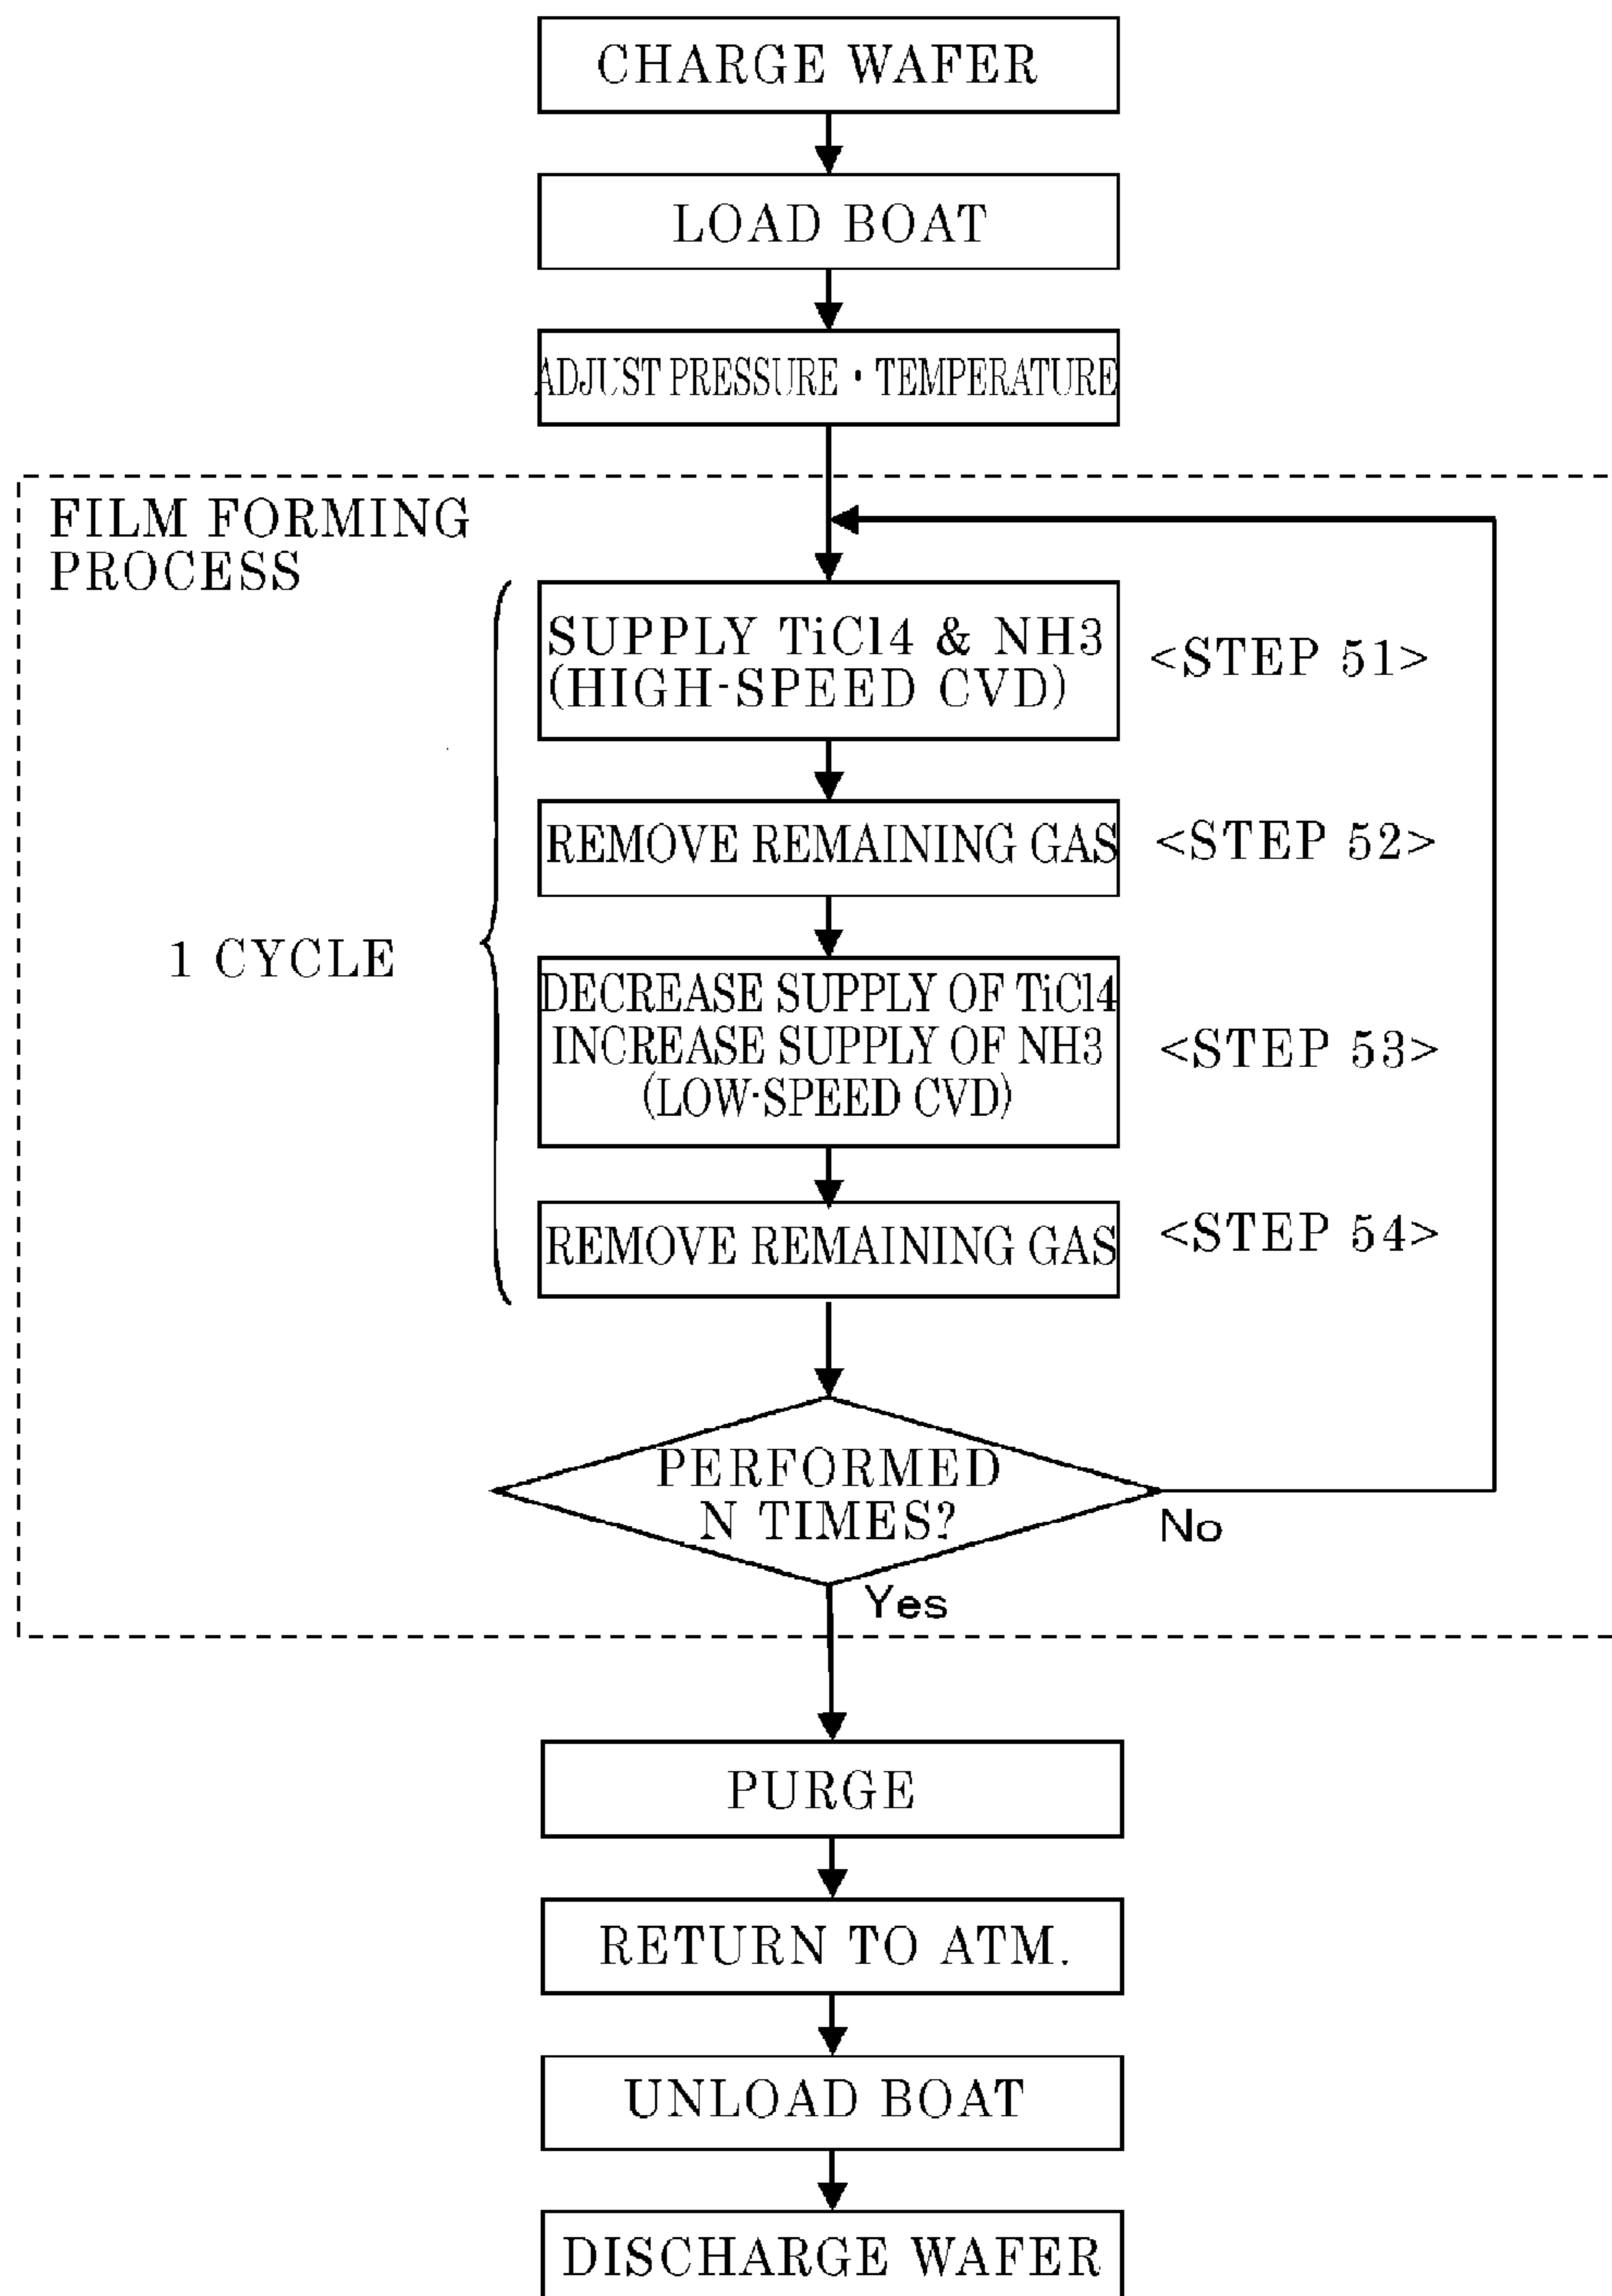 CHARGE WAFER
LOAD BOAT
ADJUST PRESSURE・TEMPERATURE
FILM FORMING
PROCESS
SUPPLY TiCl4 & NH3
(HIGH-SPEED CVD)
<STEP 51>
REMOVE REMAINING GAS
<STEP 52>
1 CYCLE
DECREASE SUPPLY OF TiCl4
INCREASE SUPPLY OF NH3
(LOW-SPEED CVD)
<STEP 53>
REMOVE REMAINING GAS
<STEP 54>
PERFORMED
N TIMES?
No
Yes
PURGE
RETURN TO ATM.
UNLOAD BOAT
DISCHARGE WAFER